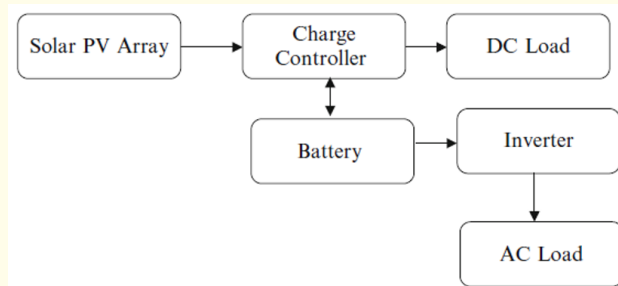 Solar PV Array
Charge
Controller
DC Load
Battery
Inverter
AC Load